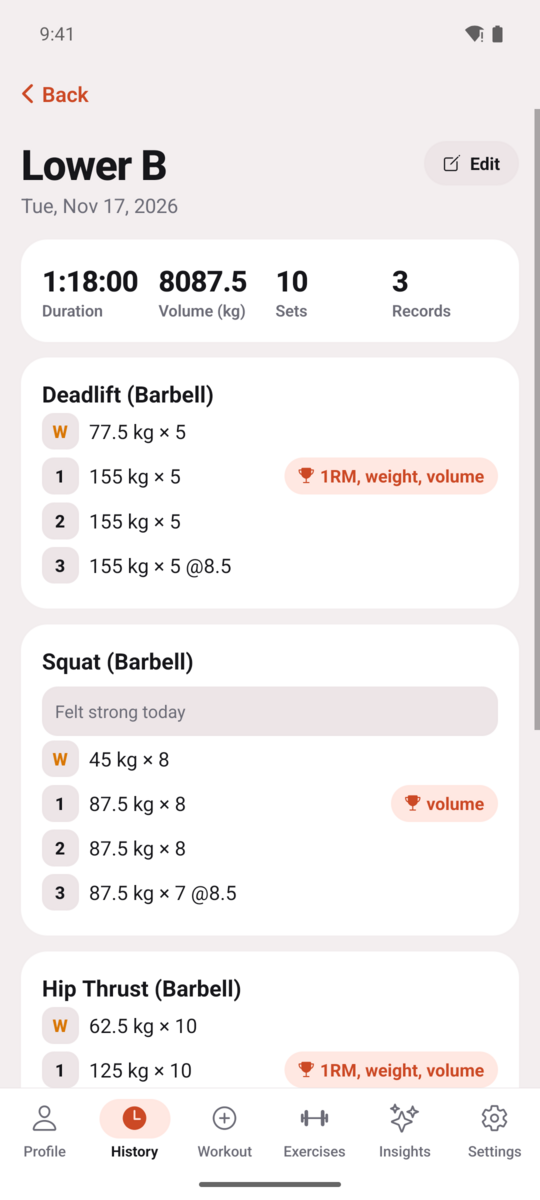 9:41
Back
Lower B
Edit
Tue, Nov 17, 2026
1:18:00 8087.5 10 3
Duration Volume (kg) Sets Records
Deadlift (Barbell)
W 77.5 kg × 5
1 155 kg × 5 1RM, weight, volume
2 155 kg × 5
3 155 kg × 5 @8.5
Squat (Barbell)
Felt strong today
W 45 kg × 8
1 87.5 kg × 8 volume
2 87.5 kg × 8
3 87.5 kg × 7 @8.5
Hip Thrust (Barbell)
W 62.5 kg × 10
1 125 kg × 10 1RM, weight, volume
Profile History Workout Exercises Insights Settings